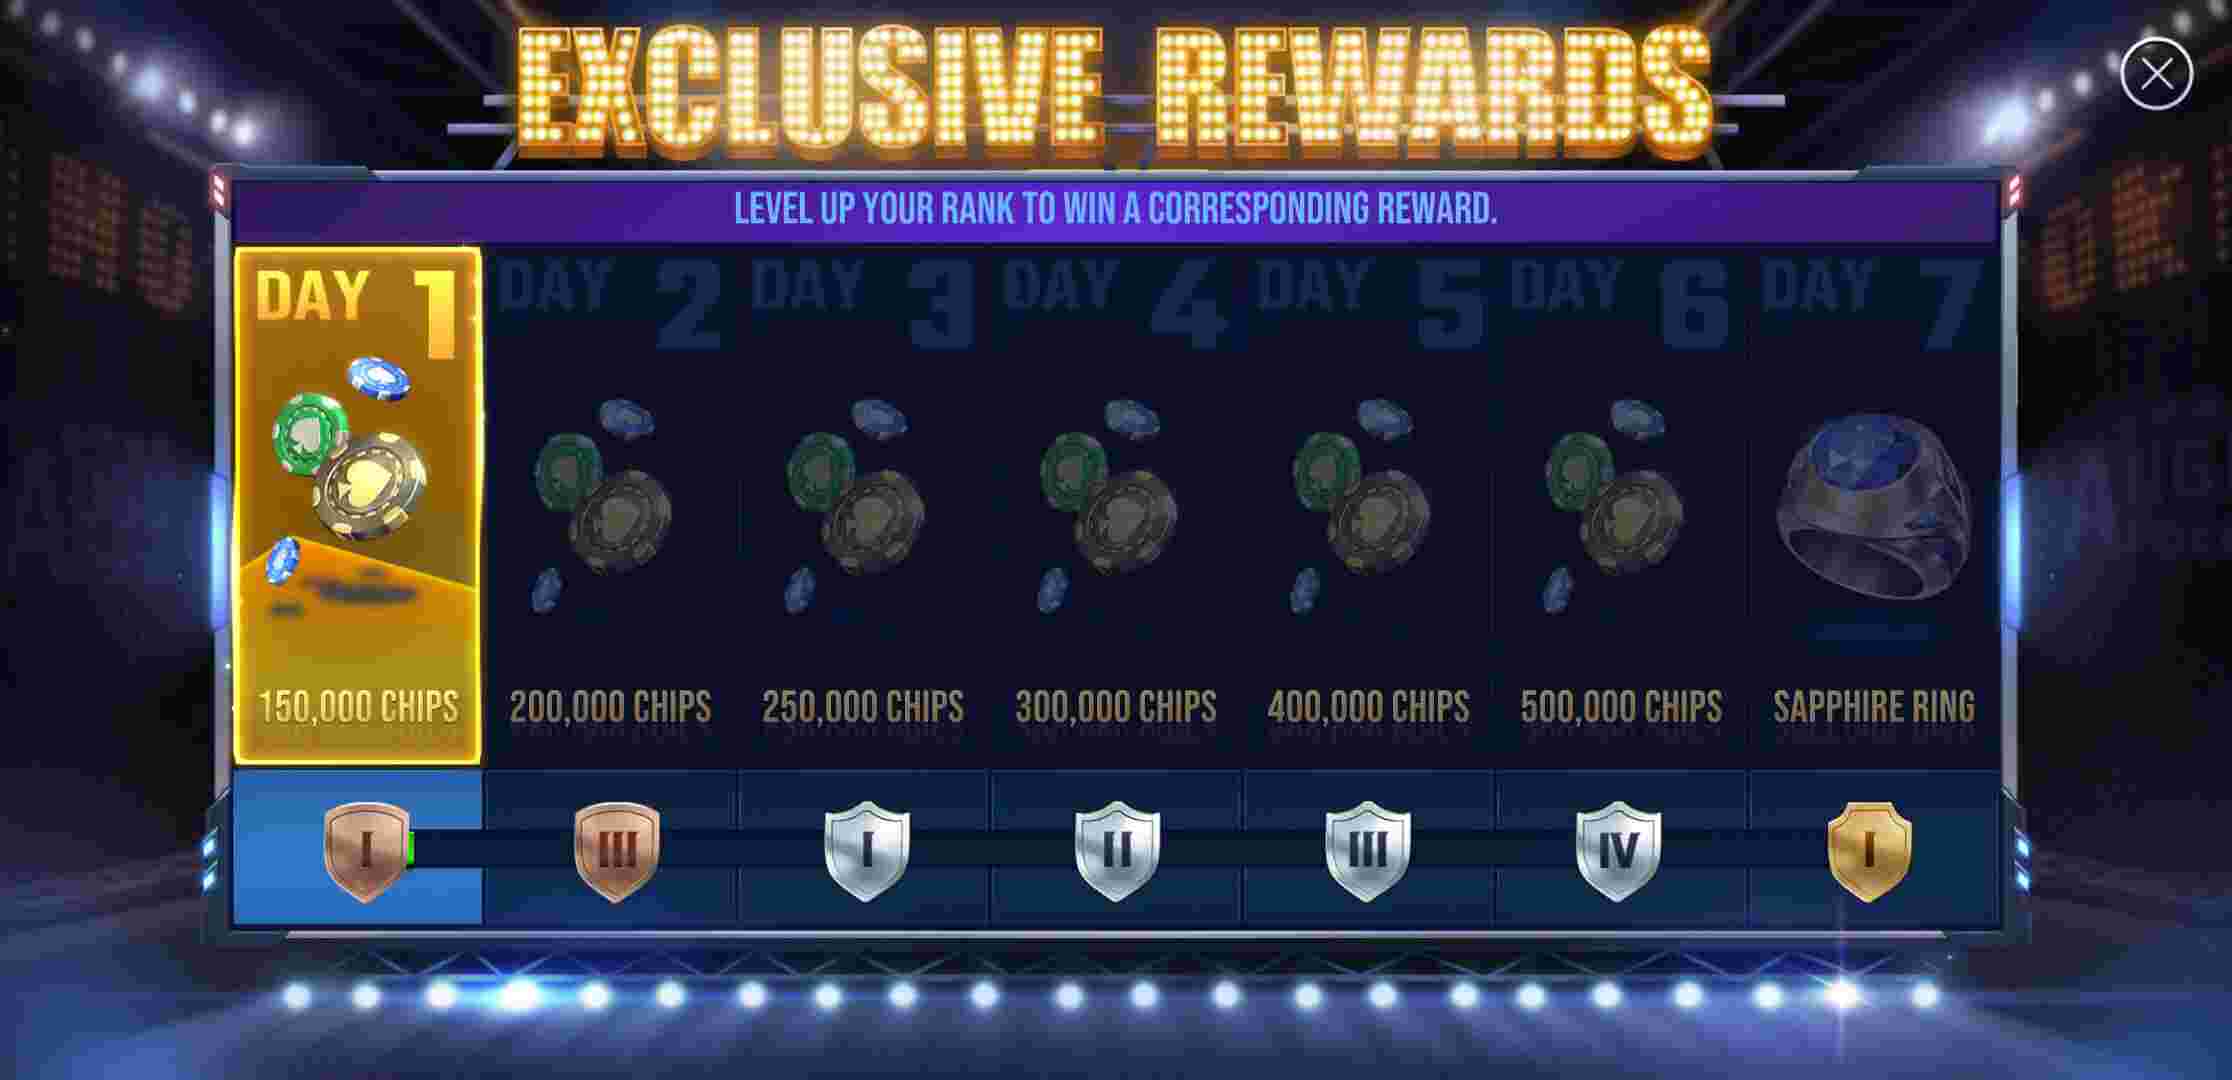 EXCLUSIVE REWARDS
LEVEL UP YOUR RANK TO WIN A CORRESPONDING REWARD.
DAY 1
DAY 2
DAY 3
DAY 4
DAY 5
DAY 6
DAY 7
150,000 CHIPS
200,000 CHIPS
250,000 CHIPS
300,000 CHIPS
400,000 CHIPS
500,000 CHIPS
SAPPHIRE RING
I
III
I
II
III
IV
I